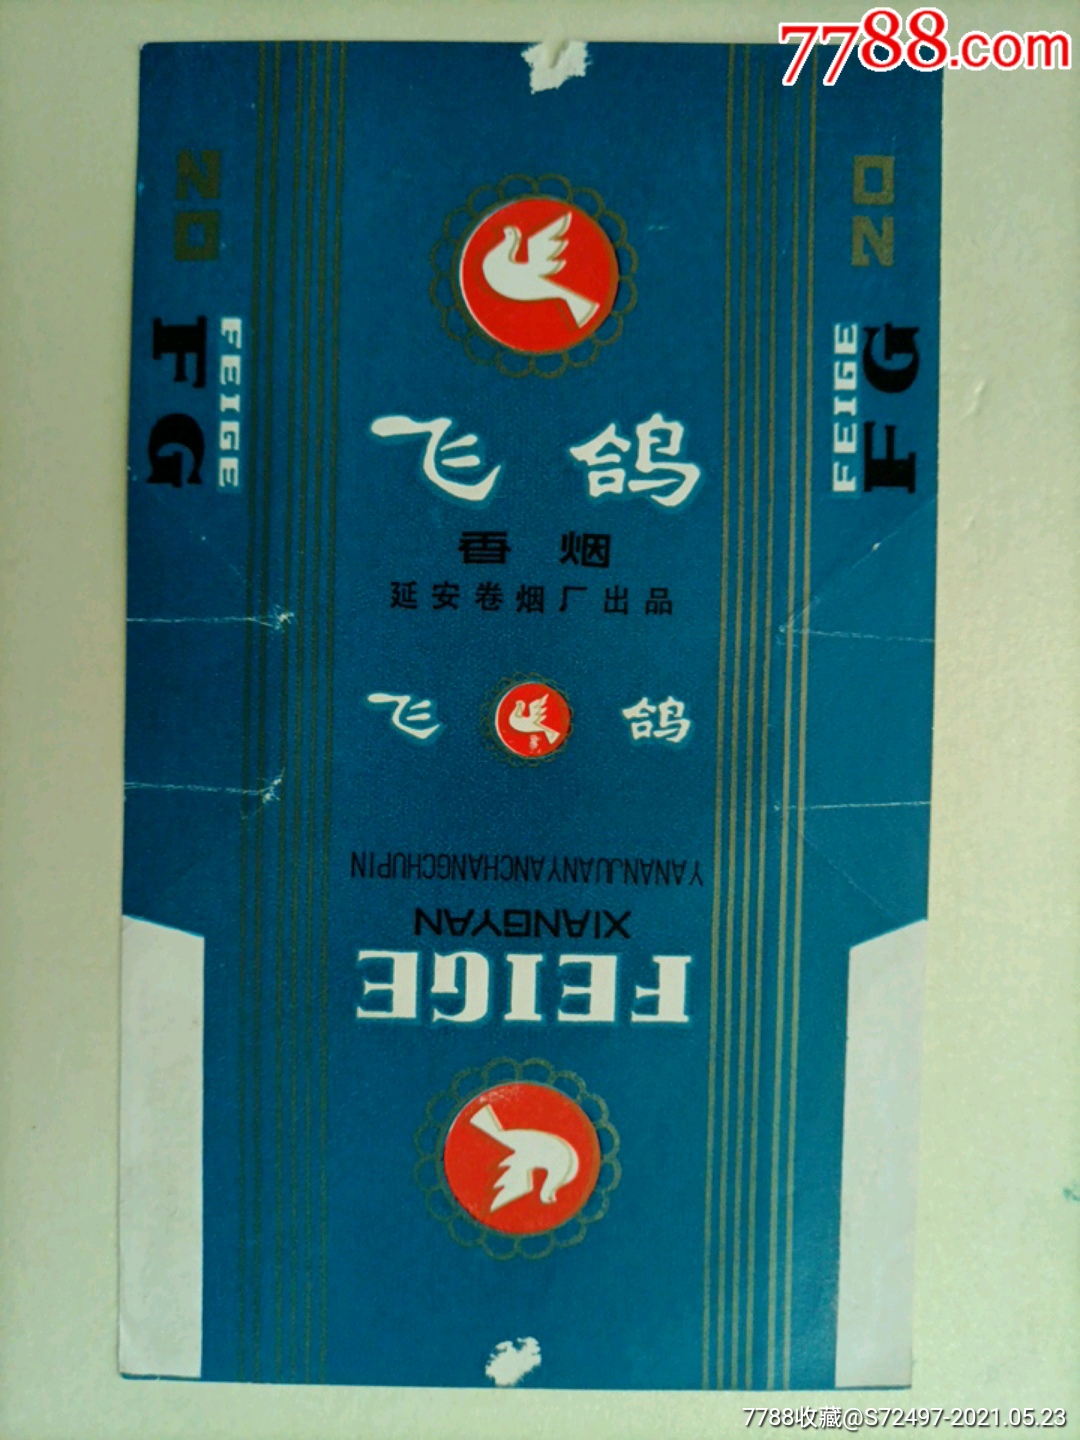 7788.com
20
FG
FEIGE
20
FG
FEIGE
飞鸽
香烟
延安卷烟厂出品
飞鸽
YANANJUANYANCHANGCHUPIN
XIANGYAN
FEIGE
7788收藏@S72497-2021.05.23